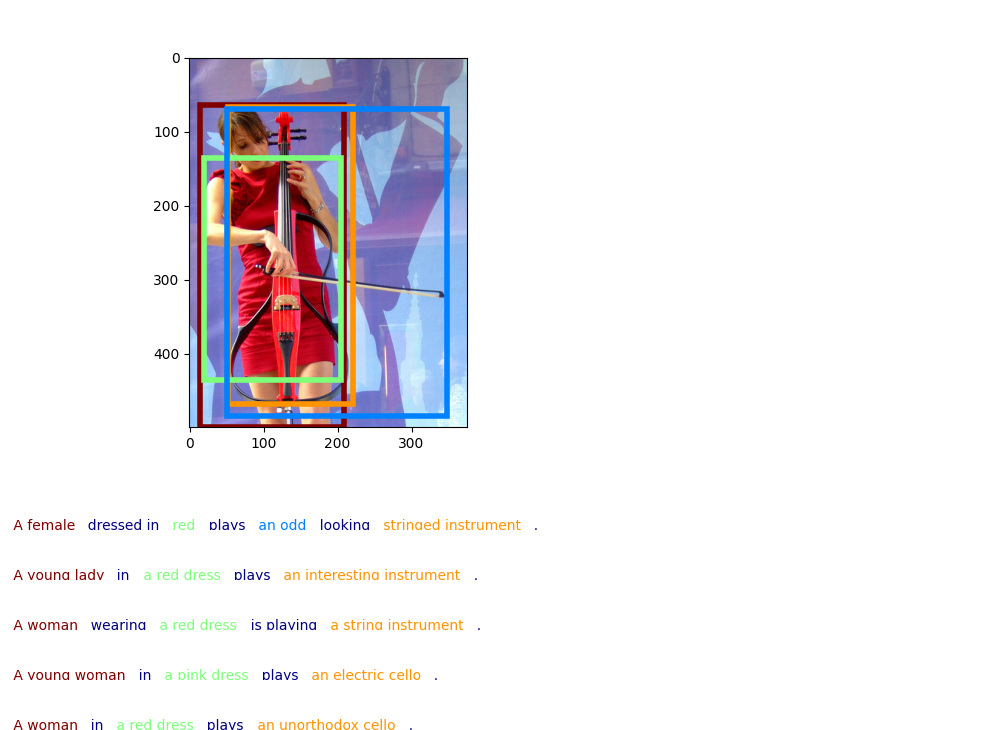 0
100
200
300
400
0 100 200 300
A female dressed in red plays an odd looking stringed instrument .
A young lady in a red dress plays an interesting instrument .
A woman wearing a red dress is playing a string instrument .
A young woman in a pink dress plays an electric cello .
A woman in a red dress plays an unorthodox cello .